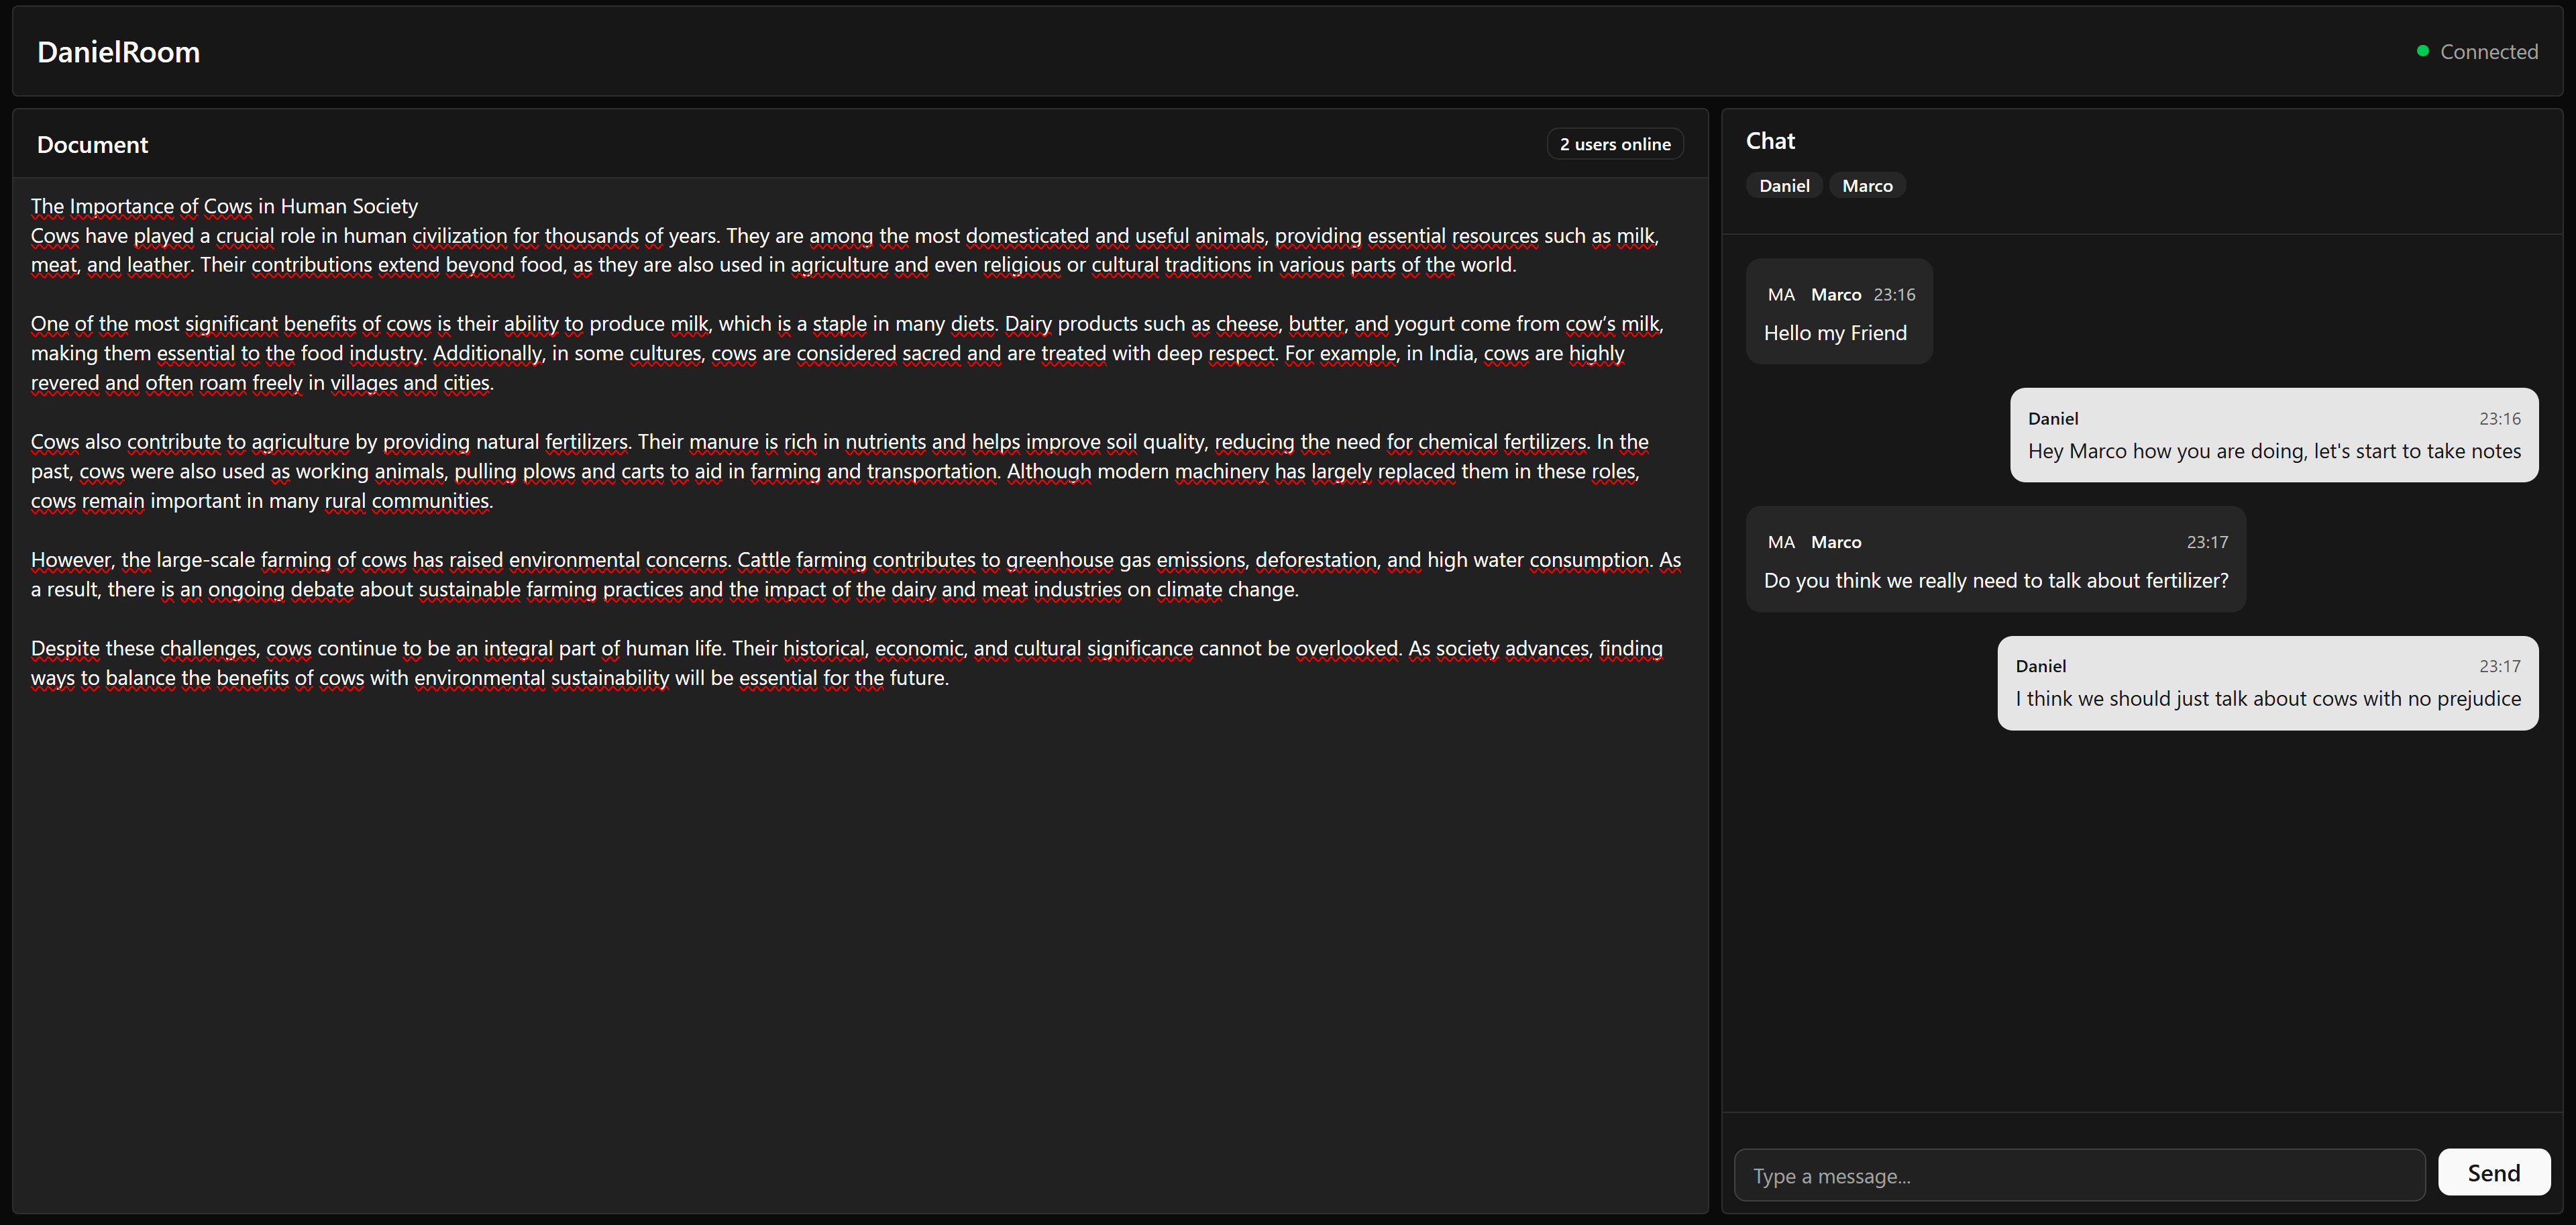 DanielRoom
Connected
Document
2 users online
The Importance of Cows in Human Society
Cows have played a crucial role in human civilization for thousands of years. They are among the most domesticated and useful animals, providing essential resources such as milk,
meat, and leather. Their contributions extend beyond food, as they are also used in agriculture and even religious or cultural traditions in various parts of the world.
One of the most significant benefits of cows is their ability to produce milk, which is a staple in many diets. Dairy products such as cheese, butter, and yogurt come from cow’s milk,
making them essential to the food industry. Additionally, in some cultures, cows are considered sacred and are treated with deep respect. For example, in India, cows are highly
revered and often roam freely in villages and cities.
Cows also contribute to agriculture by providing natural fertilizers. Their manure is rich in nutrients and helps improve soil quality, reducing the need for chemical fertilizers. In the
past, cows were also used as working animals, pulling plows and carts to aid in farming and transportation. Although modern machinery has largely replaced them in these roles,
cows remain important in many rural communities.
However, the large-scale farming of cows has raised environmental concerns. Cattle farming contributes to greenhouse gas emissions, deforestation, and high water consumption. As
a result, there is an ongoing debate about sustainable farming practices and the impact of the dairy and meat industries on climate change.
Despite these challenges, cows continue to be an integral part of human life. Their historical, economic, and cultural significance cannot be overlooked. As society advances, finding
ways to balance the benefits of cows with environmental sustainability will be essential for the future.
Chat
Daniel Marco
MA Marco 23:16
Hello my Friend
Daniel 23:16
Hey Marco how you are doing, let's start to take notes
MA Marco 23:17
Do you think we really need to talk about fertilizer?
Daniel 23:17
I think we should just talk about cows with no prejudice
Type a message...
Send